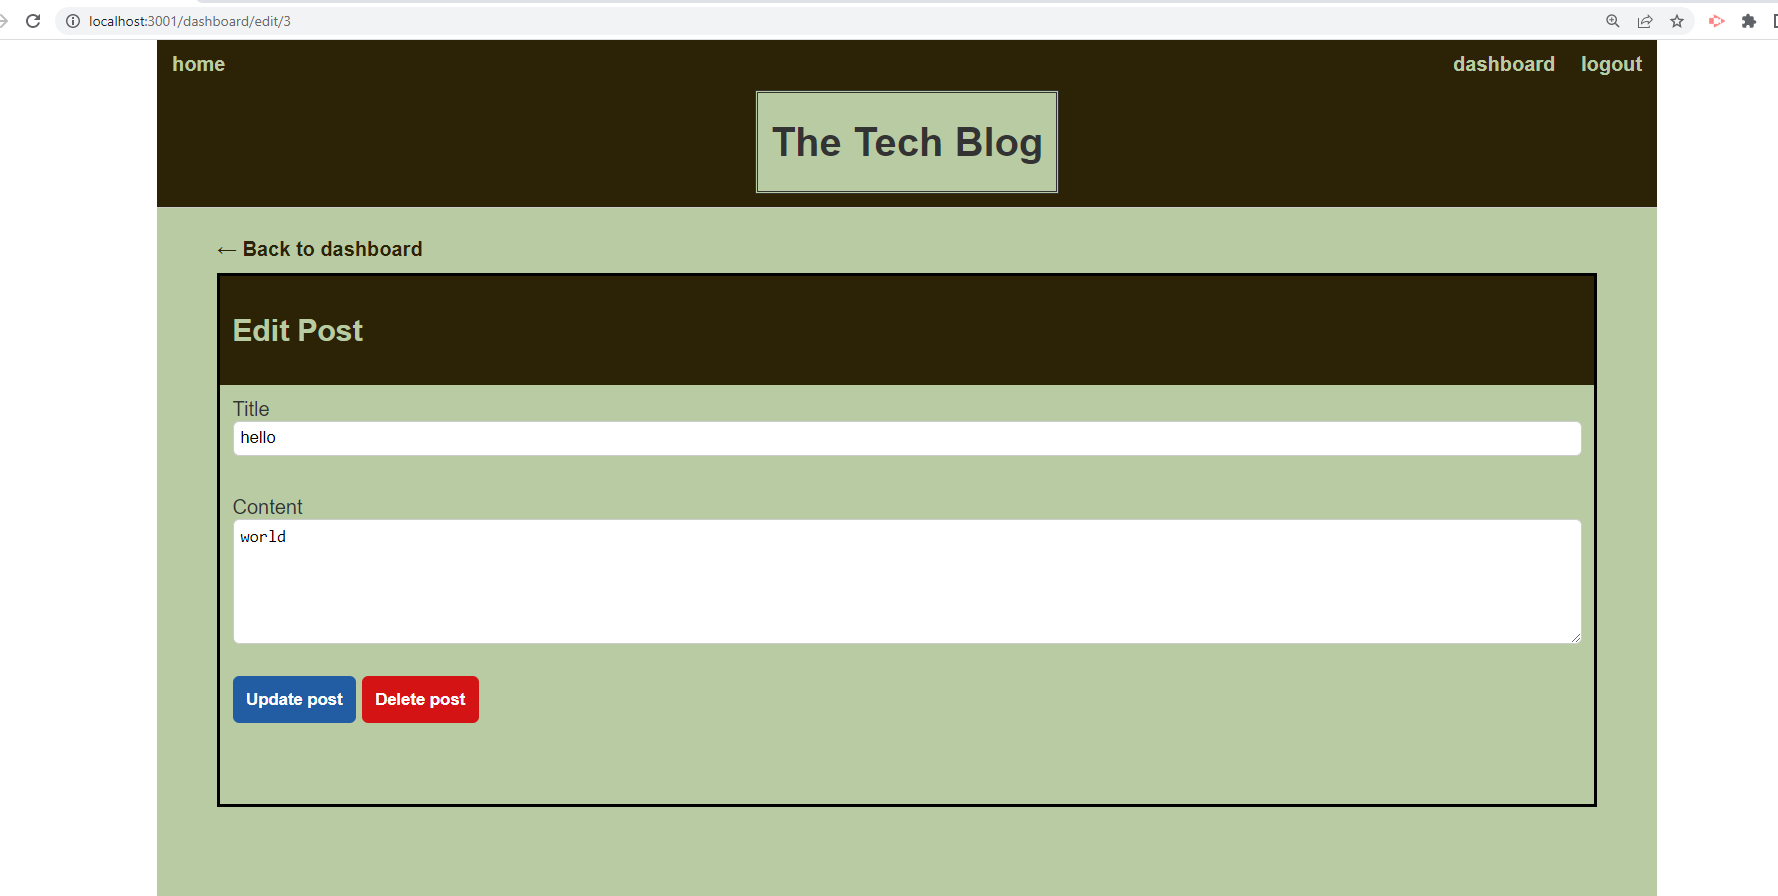 localhost:3001/dashboard/edit/3
home dashboard logout
The Tech Blog
← Back to dashboard
Edit Post
Title
hello
Content
world
Update post Delete post